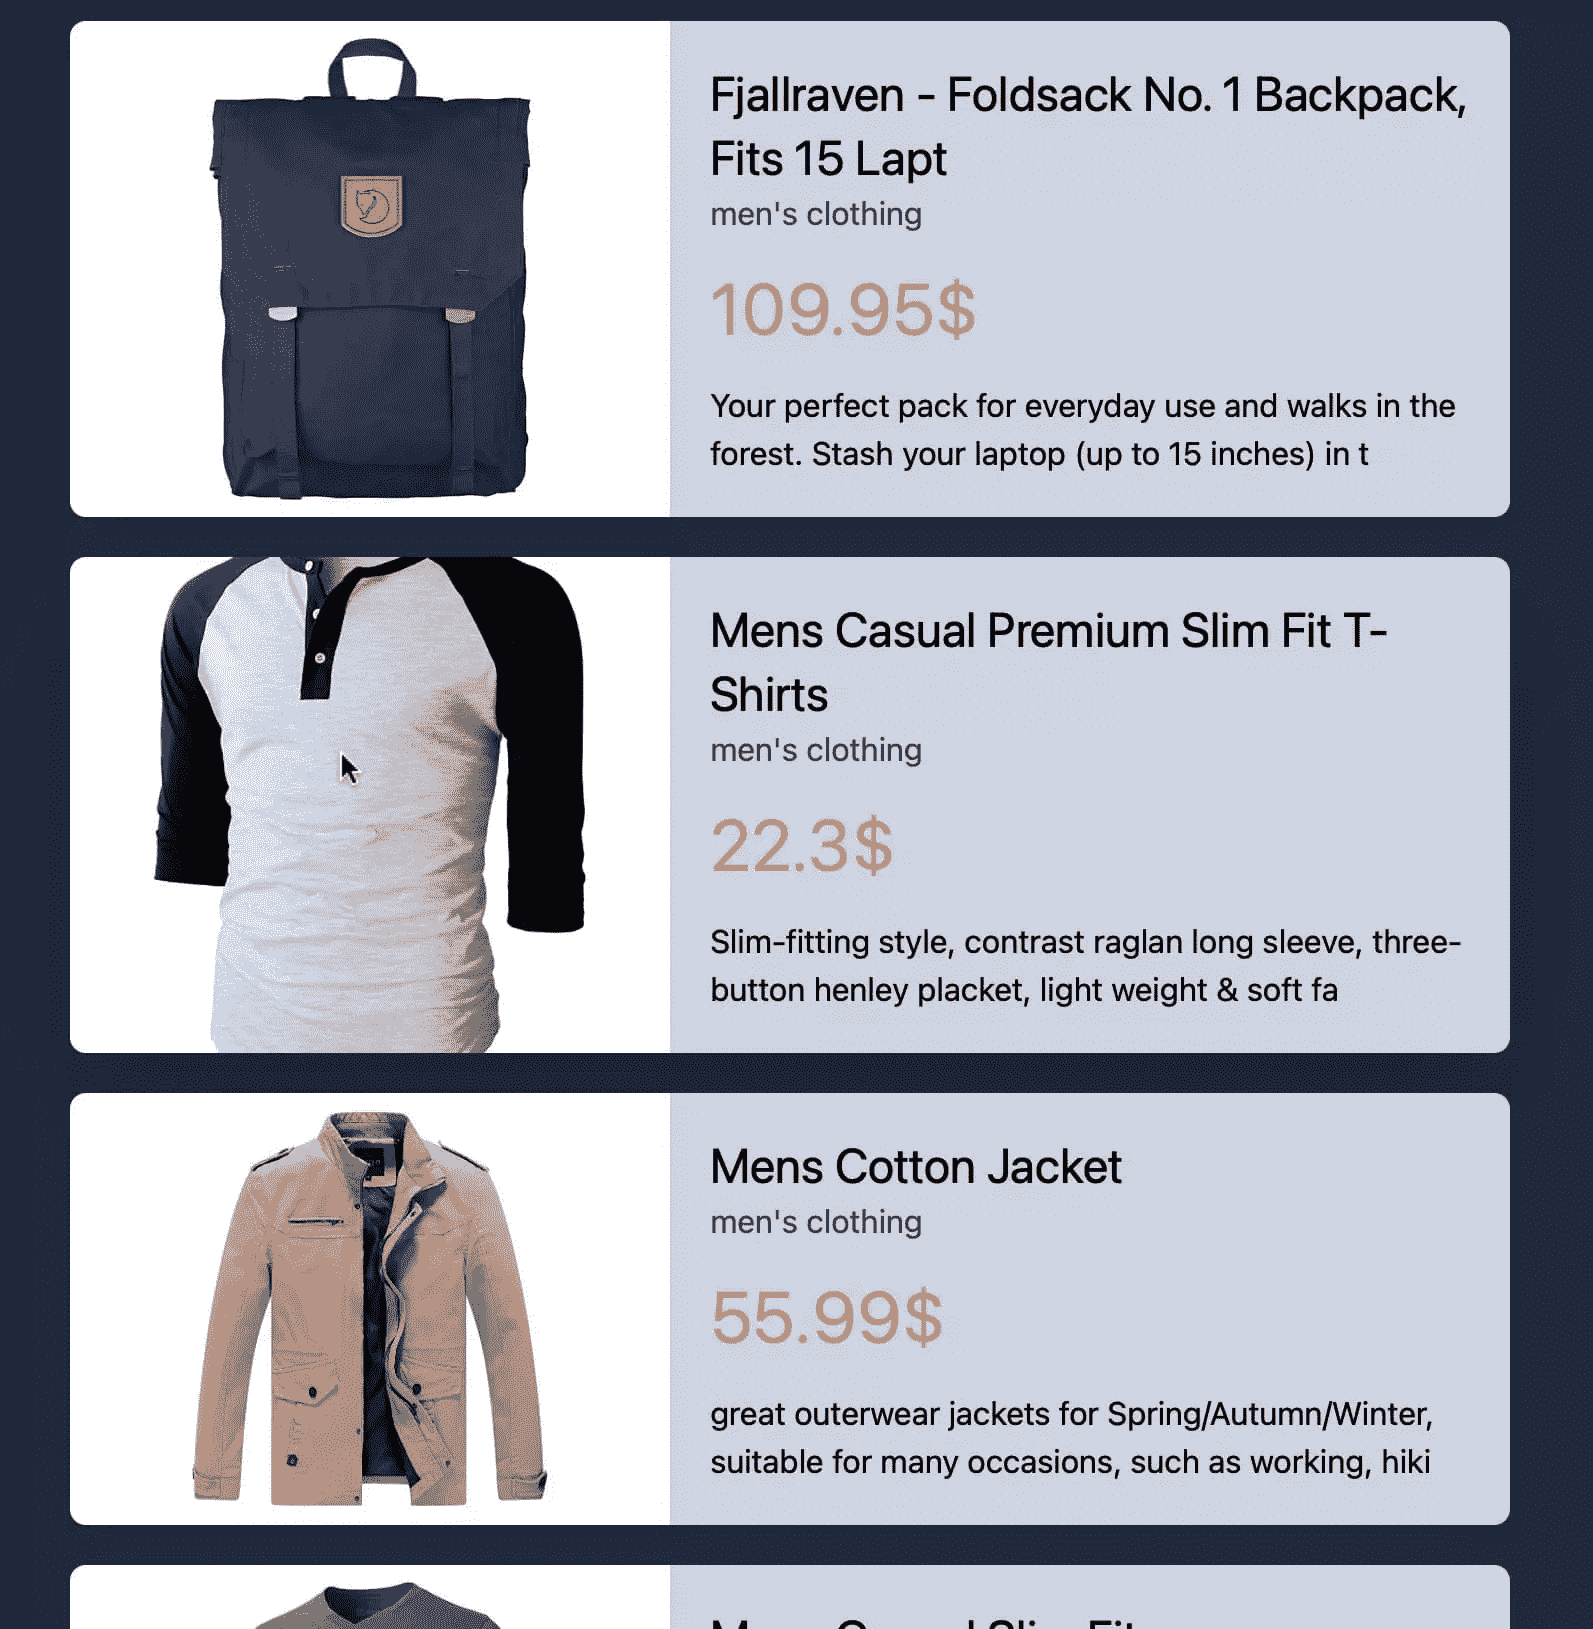 Fjallraven - Foldsack No. 1 Backpack,
Fits 15 Lapt
men's clothing
109.95$
Your perfect pack for everyday use and walks in the
forest. Stash your laptop (up to 15 inches) in t
Mens Casual Premium Slim Fit T-
Shirts
men's clothing
22.3$
Slim-fitting style, contrast raglan long sleeve, three-
button henley placket, light weight & soft fa
Mens Cotton Jacket
men's clothing
55.99$
great outerwear jackets for Spring/Autumn/Winter,
suitable for many occasions, such as working, hiki
Mens Casual Slim Fit